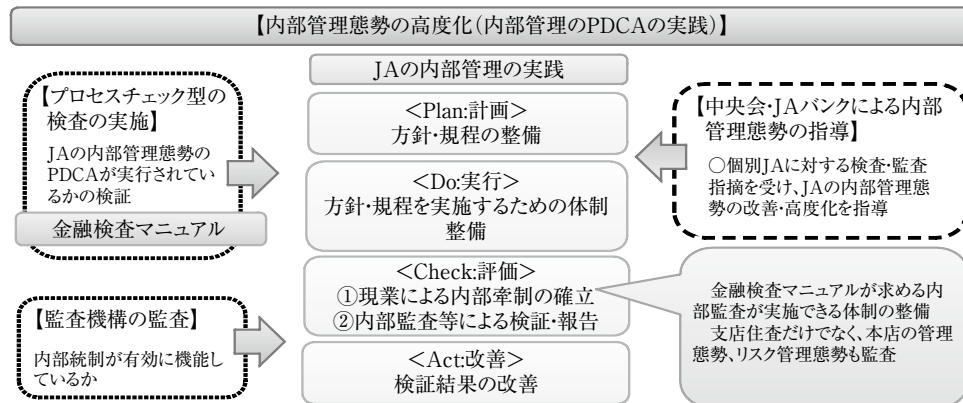 【内部管理態勢の高度化(内部管理のPDCAの実践)】
【プロセスチェック型の
検査の実施】
JAの内部管理態勢の
PDCAが実行されてい
るかの検証
金融検査マニュアル
【監査機構の監査】
内部統制が有効に機能し
ているか
JAの内部管理の実践
<Plan:計画>
方針・規程の整備
<Do:実行>
方針・規程を実施するための体制
整備
<Check:評価>
①現業による内部牽制の確立
②内部監査等による検証・報告
<Act:改善>
検証結果の改善
【中央会・JAバンクによる内部
管理態勢の指導】
○個別JAに対する検査・監査
指摘を受け、JAの内部管理態
勢の改善・高度化を指導
金融検査マニュアルが求める内
部監査が実施できる体制の整備
支店往査だけでなく、本店の管理
態勢、リスク管理態勢も監査